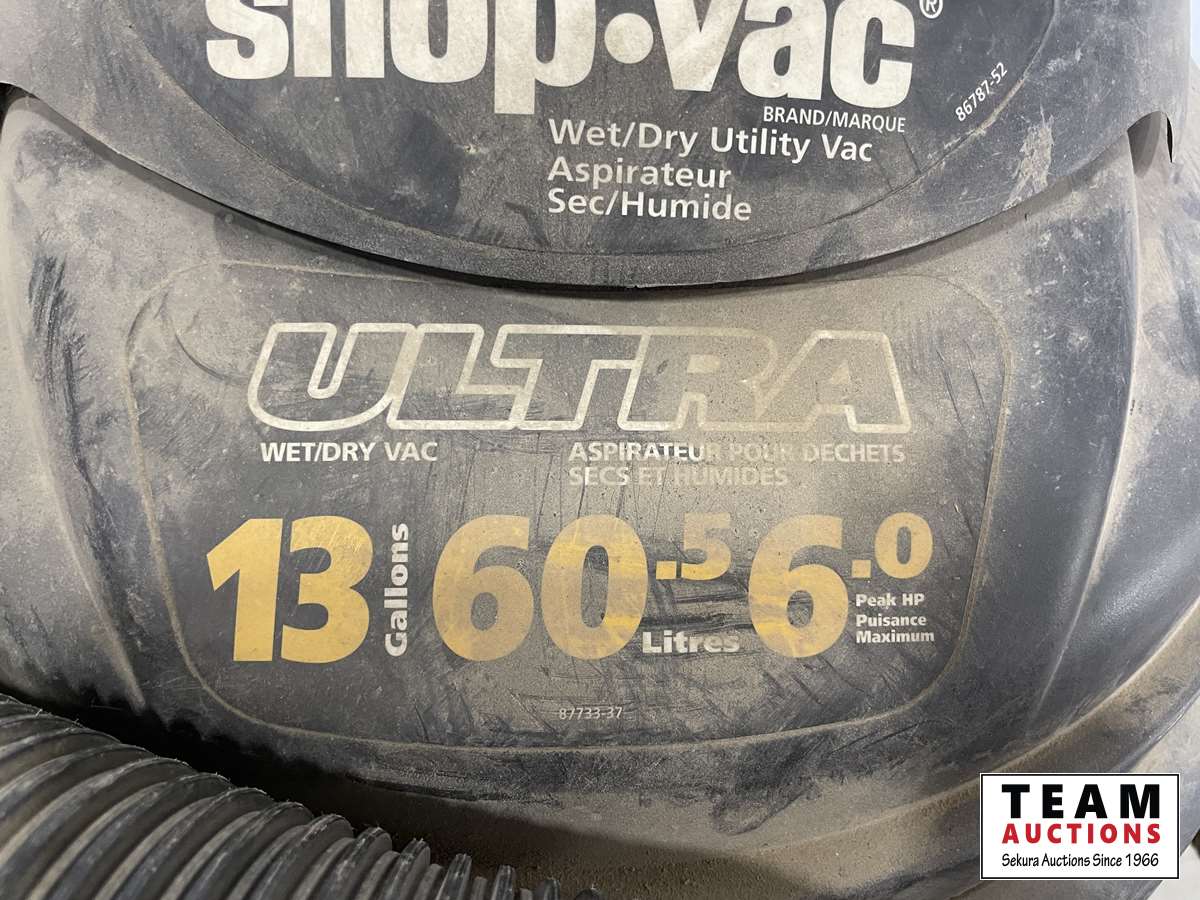 shop·vac®
BRAND/MARQUE
86787-52
Wet/Dry Utility Vac
Aspirateur
Sec/Humide
ULTRA
WET/DRY VAC
ASPIRATEUR POUR DECHETS
SECS ET HUMIDES
13 Gallons 60.5 Litres 6.0 Peak HP
Puisance
Maximum
87733-37
TEAM
AUCTIONS
Sekura Auctions Since 1966